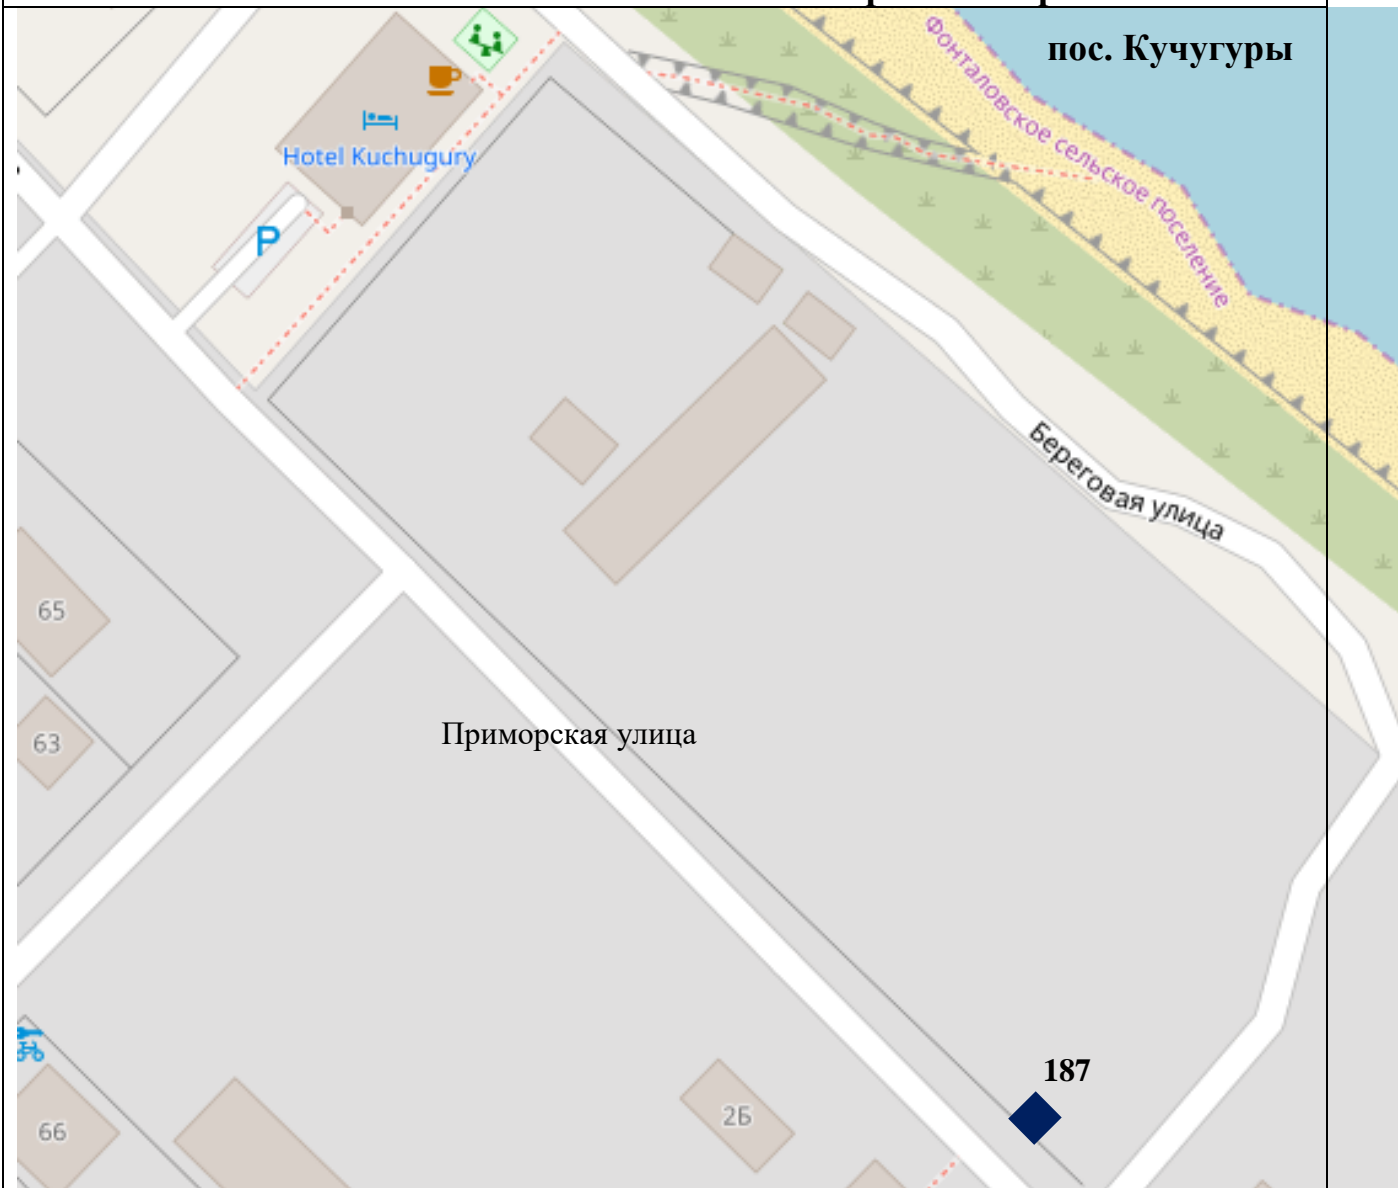 пос. Кучугуры
Фонталовское сельское поселение
Hotel Kuchugury
P
Береговая улица
65
63
Приморская улица
187
2Б
66